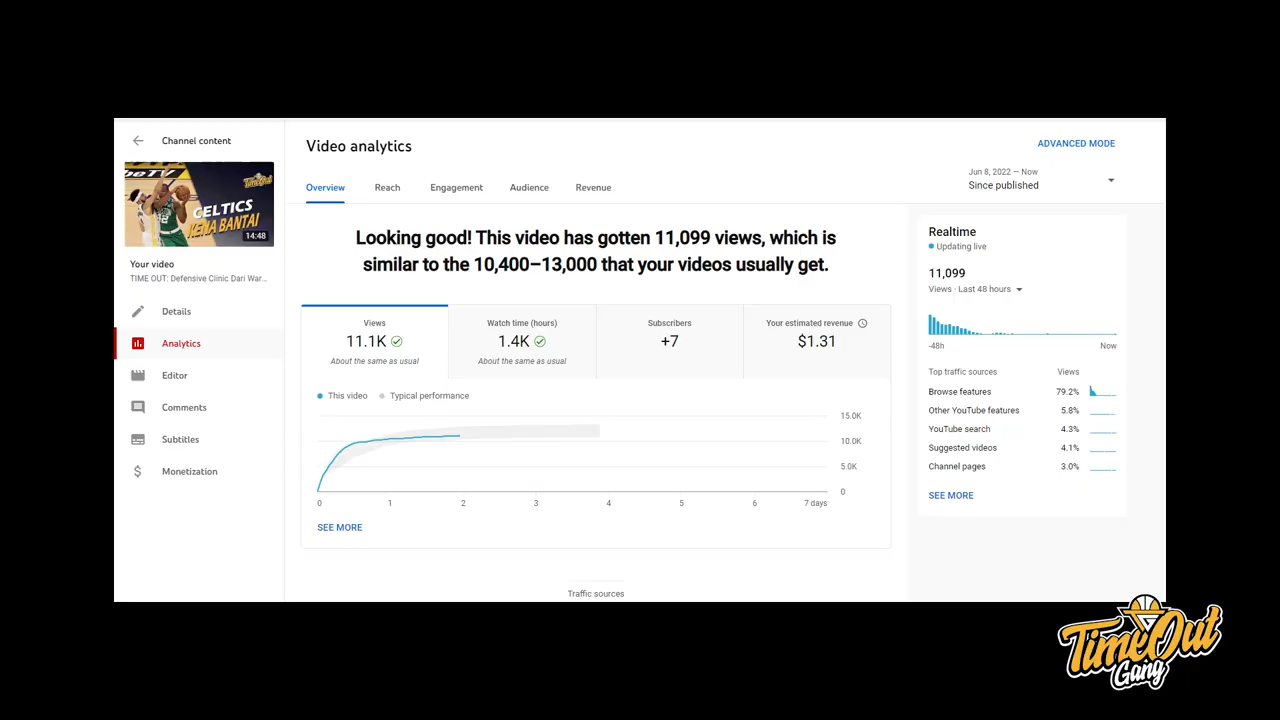 Channel content
TimeOut
CELTICS
KENA BANTAI
14:48
Your video
TIME OUT: Defensive Clinic Dari War...
Details
Analytics
Editor
Comments
Subtitles
Monetization
Video analytics
ADVANCED MODE
Overview
Reach
Engagement
Audience
Revenue
Jun 8, 2022 — Now
Since published
Looking good! This video has gotten 11,099 views, which is
similar to the 10,400–13,000 that your videos usually get.
Views
11.1K
About the same as usual
Watch time (hours)
1.4K
About the same as usual
Subscribers
+7
Your estimated revenue
$1.31
This video
Typical performance
15.0K
10.0K
5.0K
0
0 1 2 3 4 5 6 7 days
SEE MORE
Traffic sources
Realtime
Updating live
11,099
Views · Last 48 hours
-48h Now
Top traffic sources Views
Browse features 79.2%
Other YouTube features 5.8%
YouTube search 4.3%
Suggested videos 4.1%
Channel pages 3.0%
SEE MORE
TimeOut
Gang